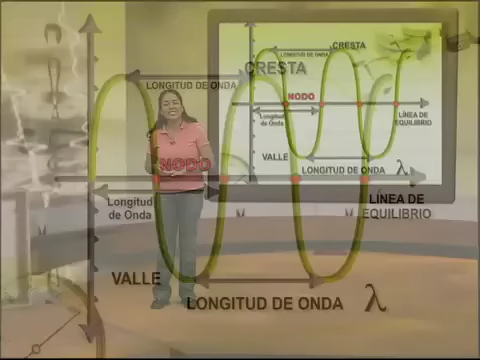 CRESTA
LONGITUD DE ONDA
NODO
Longitud
de Onda
LÍNEA DE
EQUILIBRIO
VALLE
LONGITUD DE ONDA
λ
LONGITUD DE ONDA
CRESTA
NODO
Longitud
de Onda
LÍNEA DE
EQUILIBRIO
VALLE
LONGITUD DE ONDA λ